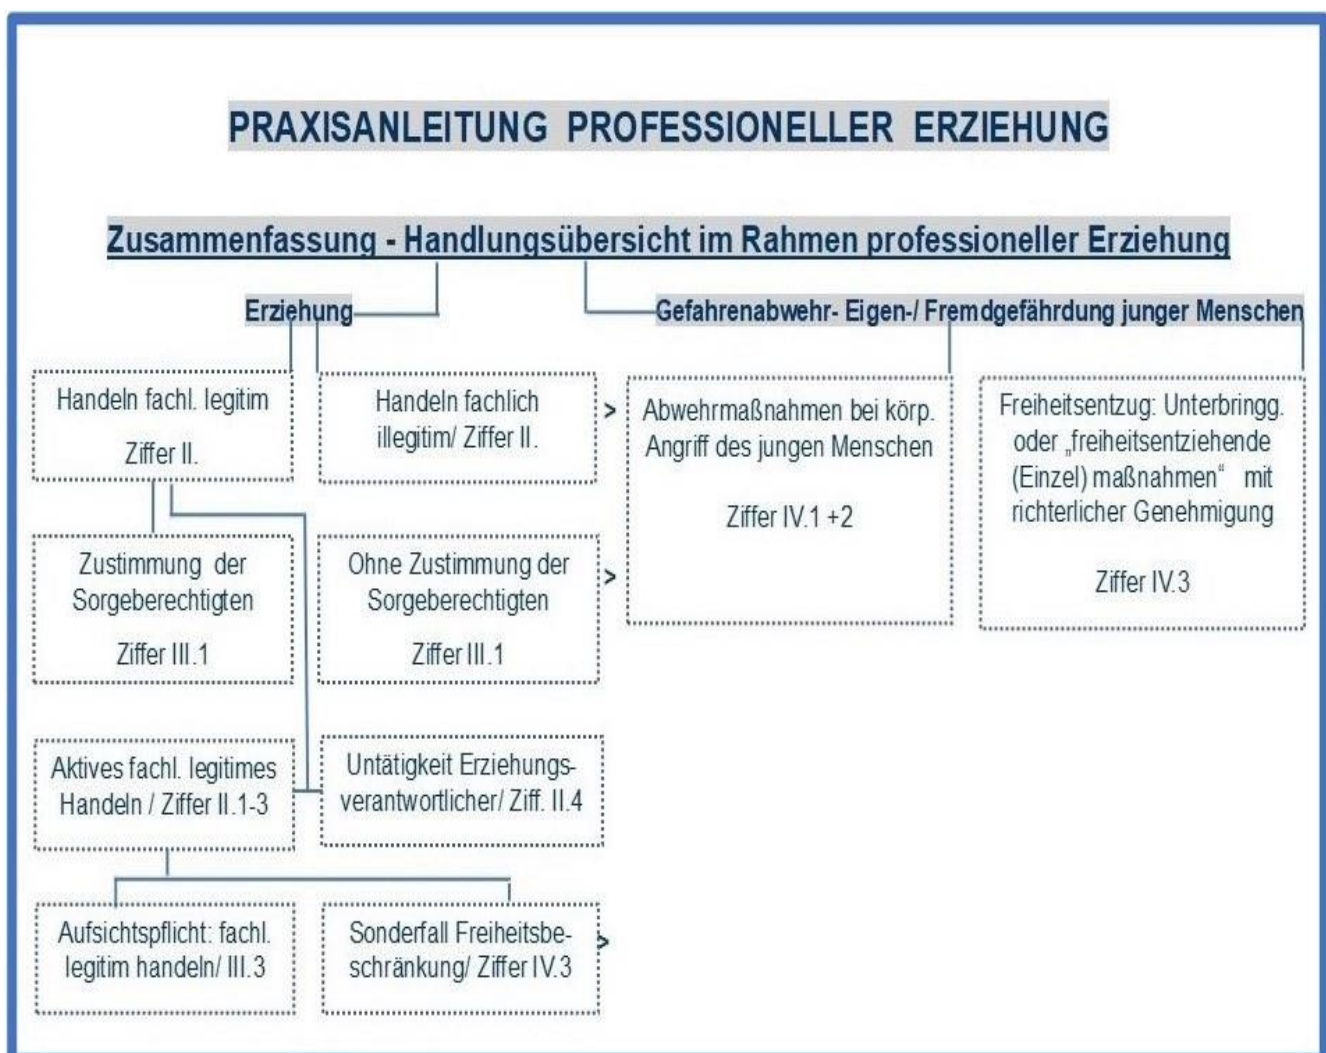 PRAXISANLEITUNG PROFESSIONELLER ERZIEHUNG
Zusammenfassung - Handlungsübersicht im Rahmen professioneller Erziehung
Erziehung
Gefahrenabwehr- Eigen-/ Fremdgefährdung junger Menschen
Handeln fachl. legitim
Ziffer II.
Handeln fachlich
illegitim/ Ziffer II.
>
Abwehrmaßnahmen bei körp.
Angriff des jungen Menschen
Ziffer IV.1 +2
Freiheitsentzug: Unterbringg.
oder „freiheitsentziehende
(Einzel) maßnahmen“ mit
richterlicher Genehmigung
Ziffer IV.3
Zustimmung der
Sorgeberechtigten
Ziffer III.1
Ohne Zustimmung der
Sorgeberechtigten
Ziffer III.1
>
Aktives fachl. legitimes
Handeln / Ziffer II.1-3
Untätigkeit Erziehungs-
verantwortlicher/ Ziff. II.4
Aufsichtspflicht: fachl.
legitim handeln/ III.3
Sonderfall Freiheitsbe-
schränkung/ Ziffer IV.3
>